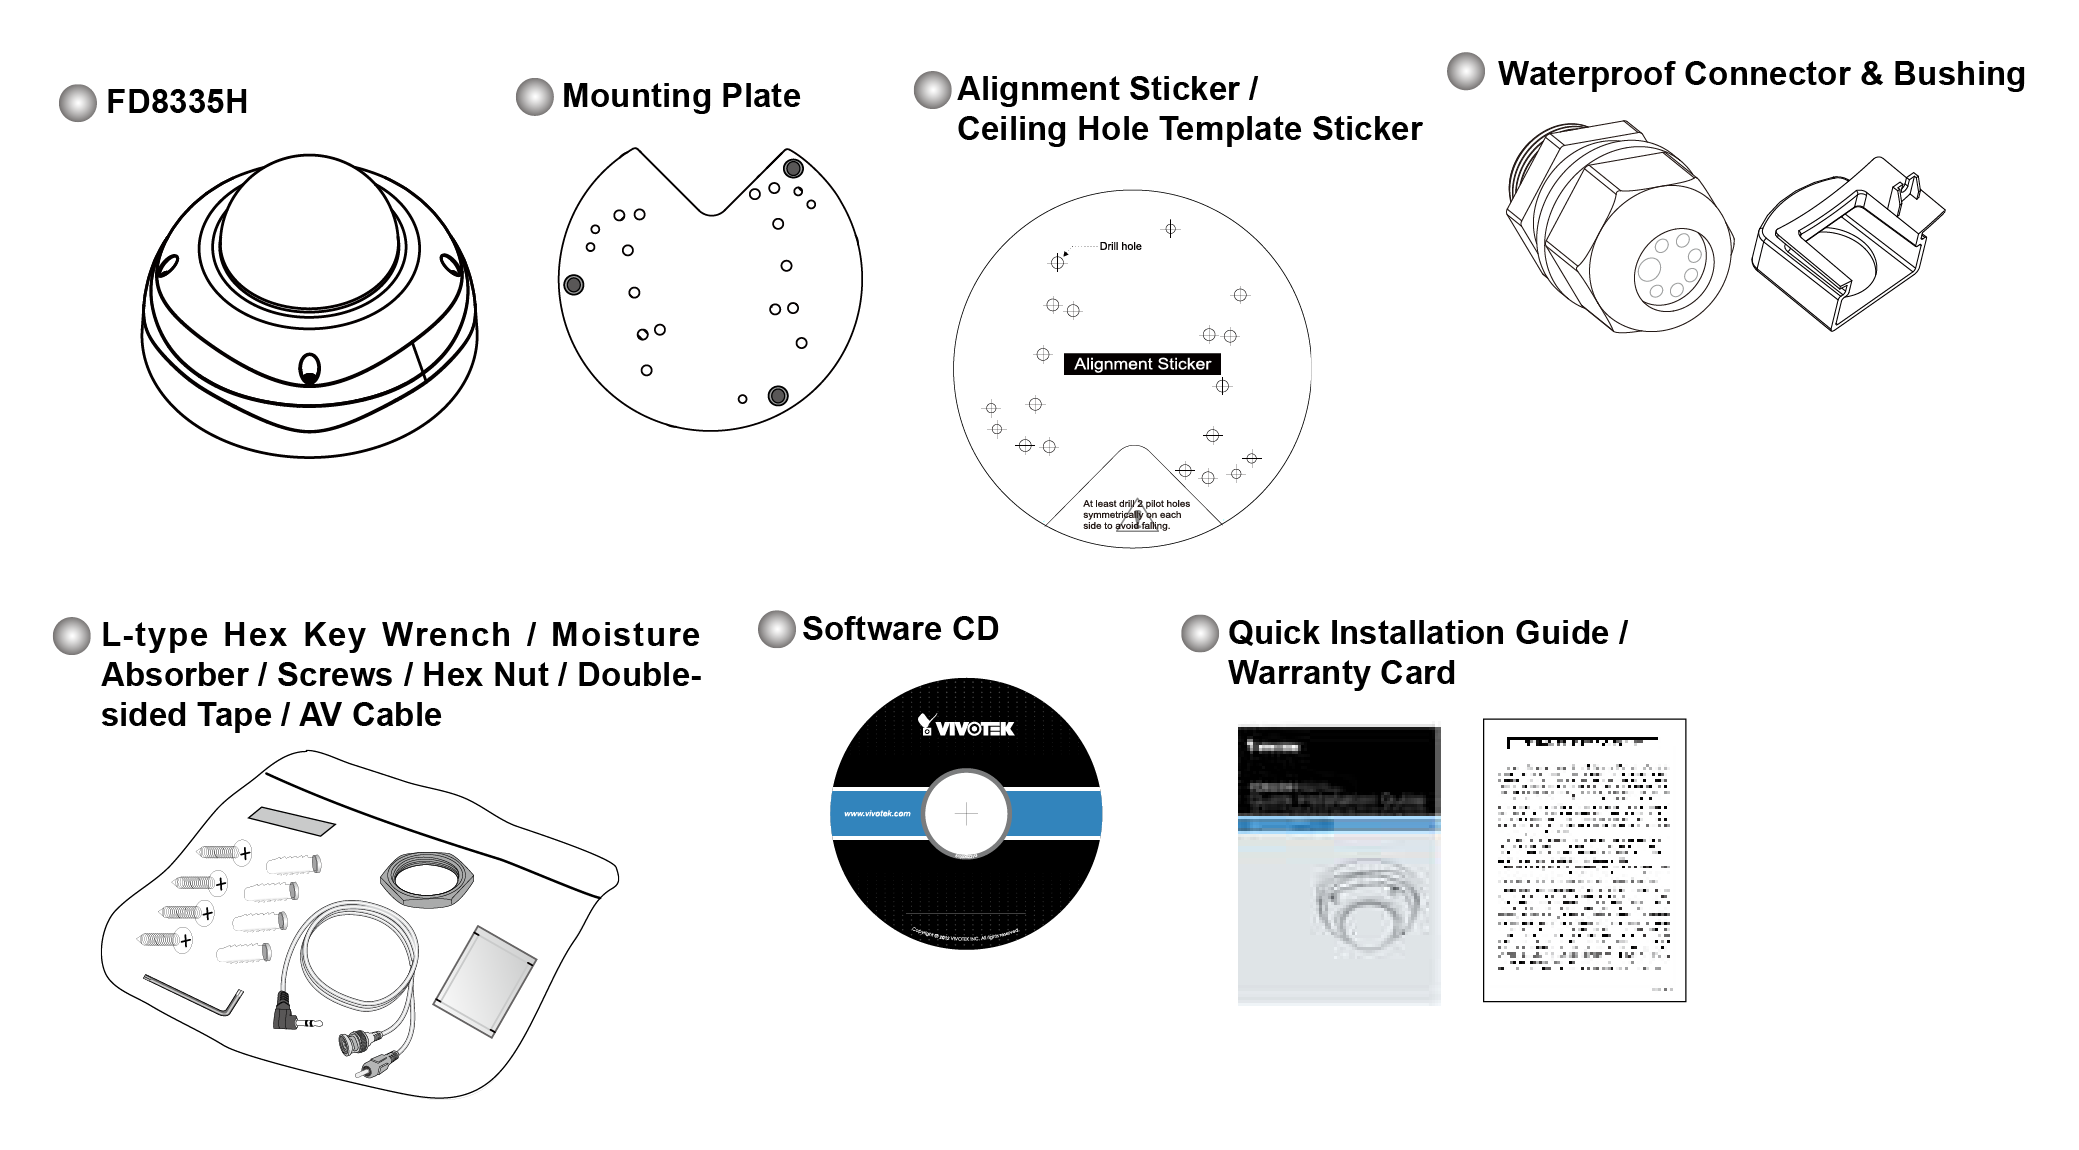 FD8335H
Mounting Plate
Alignment Sticker /
Ceiling Hole Template Sticker
Waterproof Connector & Bushing
Drill hole
Alignment Sticker
At least drill 2 pilot holes
symmetrically on each
side to avoid falling.
L-type Hex Key Wrench / Moisture
Absorber / Screws / Hex Nut / Double-
sided Tape / AV Cable
Software CD
VIVOTEK
www.vivotek.com
Copyright © 2012 VIVOTEK INC. All rights reserved.
Quick Installation Guide /
Warranty Card
Quick Installation Guide